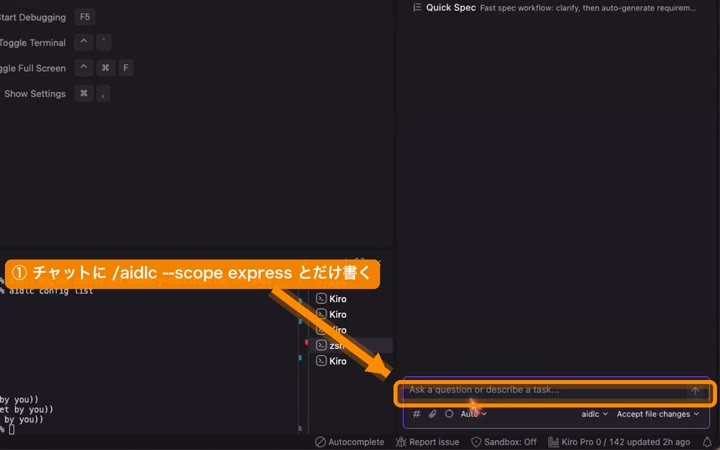 Start Debugging F5
Toggle Terminal ^ `
ggle Full Screen ^ ⌘ F
Show Settings ⌘ ,
Quick Spec Fast spec workflow: clarify, then auto-generate requirem...
① チャットに /aidlc --scope express とだけ書く
% aidlc config list
Kiro
Kiro
Kiro
zsh
Kiro
by you))
et by you))
by you))
%
Ask a question or describe a task...
# Auto aidlc Accept file changes
Autocomplete Report issue Sandbox: Off Kiro Pro 0 / 142 updated 2h ago